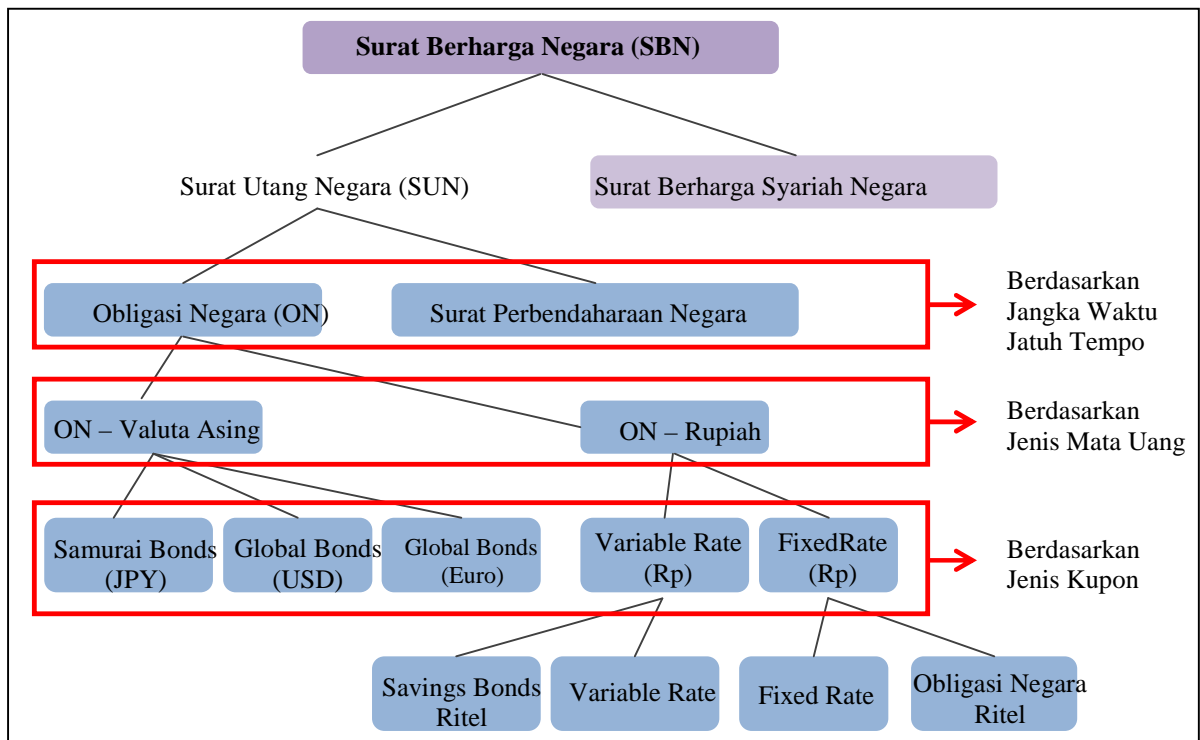 Surat Berharga Negara (SBN)
Surat Utang Negara (SUN)
Surat Berharga Syariah Negara
Obligasi Negara (ON)
Surat Perbendaharaan Negara
Berdasarkan
Jangka Waktu
Jatuh Tempo
ON – Valuta Asing
ON – Rupiah
Berdasarkan
Jenis Mata Uang
Samurai Bonds
(JPY)
Global Bonds
(USD)
Global Bonds
(Euro)
Variable Rate
(Rp)
FixedRate
(Rp)
Berdasarkan
Jenis Kupon
Savings Bonds
Ritel
Variable Rate
Fixed Rate
Obligasi Negara
Ritel